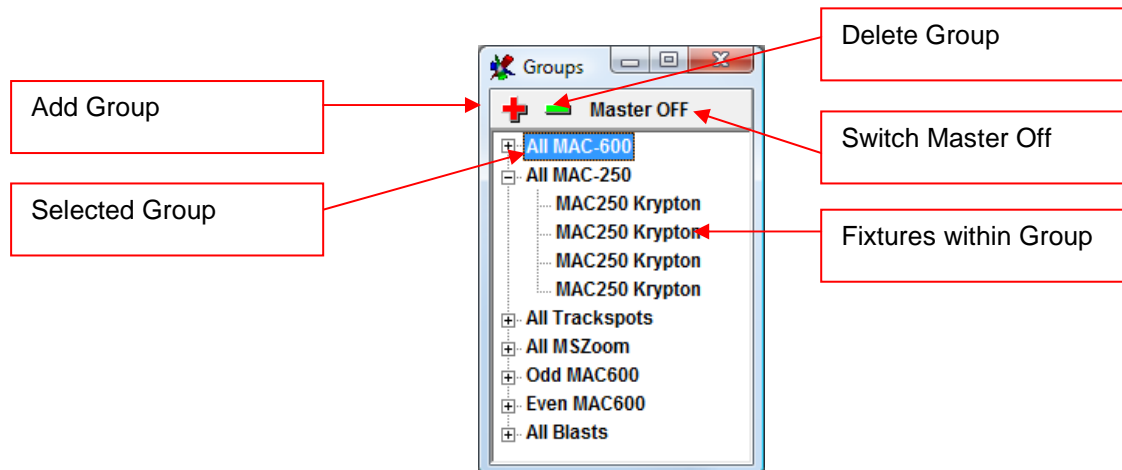 Delete Group
Groups
Add Group
Master OFF
Switch Master Off
All MAC-600
All MAC-250
Selected Group
MAC250 Krypton
MAC250 Krypton
Fixtures within Group
MAC250 Krypton
MAC250 Krypton
All Trackspots
All MSZoom
Odd MAC600
Even MAC600
All Blasts